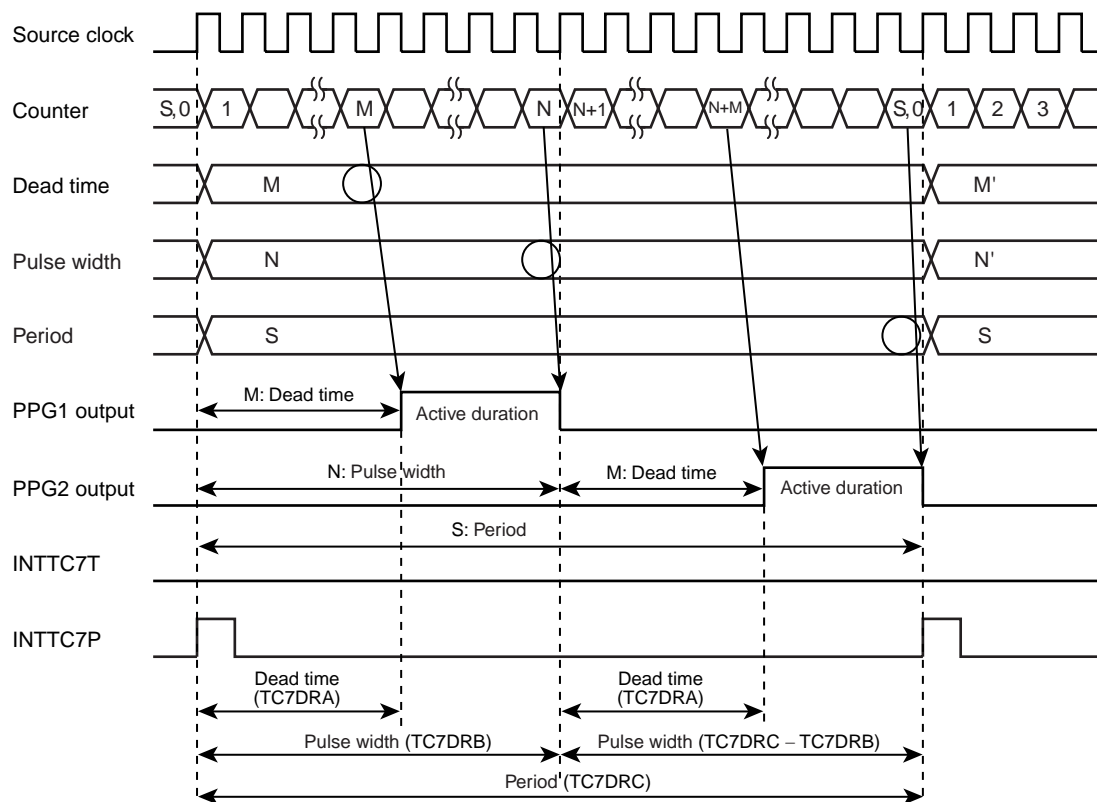 Source clock
Counter S,0 1 M N N+1 N+M S,0 1 2 3
Dead time M M'
Pulse width N N'
Period S S
M: Dead time
PPG1 output Active duration
N: Pulse width M: Dead time
PPG2 output Active duration
S: Period
INTTC7T
INTTC7P
Dead time Dead time
(TC7DRA) (TC7DRA)
Pulse width (TC7DRB) Pulse width (TC7DRC – TC7DRB)
Period (TC7DRC)